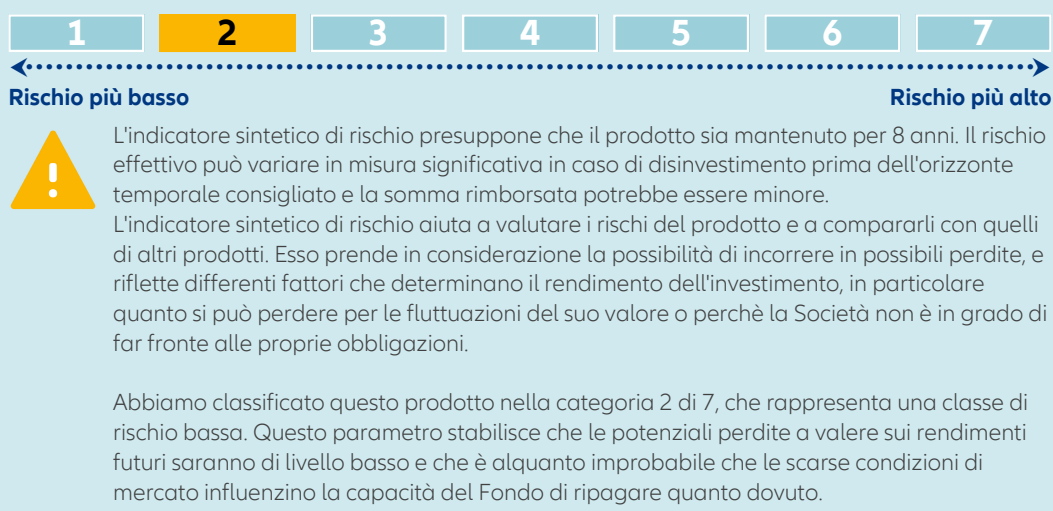 1 2 3 4 5 6 7
Rischio più basso Rischio più alto
L'indicatore sintetico di rischio presuppone che il prodotto sia mantenuto per 8 anni. Il rischio
effettivo può variare in misura significativa in caso di disinvestimento prima dell'orizzonte
temporale consigliato e la somma rimborsata potrebbe essere minore.
L'indicatore sintetico di rischio aiuta a valutare i rischi del prodotto e a compararli con quelli
di altri prodotti. Esso prende in considerazione la possibilità di incorrere in possibili perdite, e
riflette differenti fattori che determinano il rendimento dell'investimento, in particolare
quanto si può perdere per le fluttuazioni del suo valore o perchè la Società non è in grado di
far fronte alle proprie obbligazioni.
Abbiamo classificato questo prodotto nella categoria 2 di 7, che rappresenta una classe di
rischio bassa. Questo parametro stabilisce che le potenziali perdite a valere sui rendimenti
futuri saranno di livello basso e che è alquanto improbabile che le scarse condizioni di
mercato influenzino la capacità del Fondo di ripagare quanto dovuto.